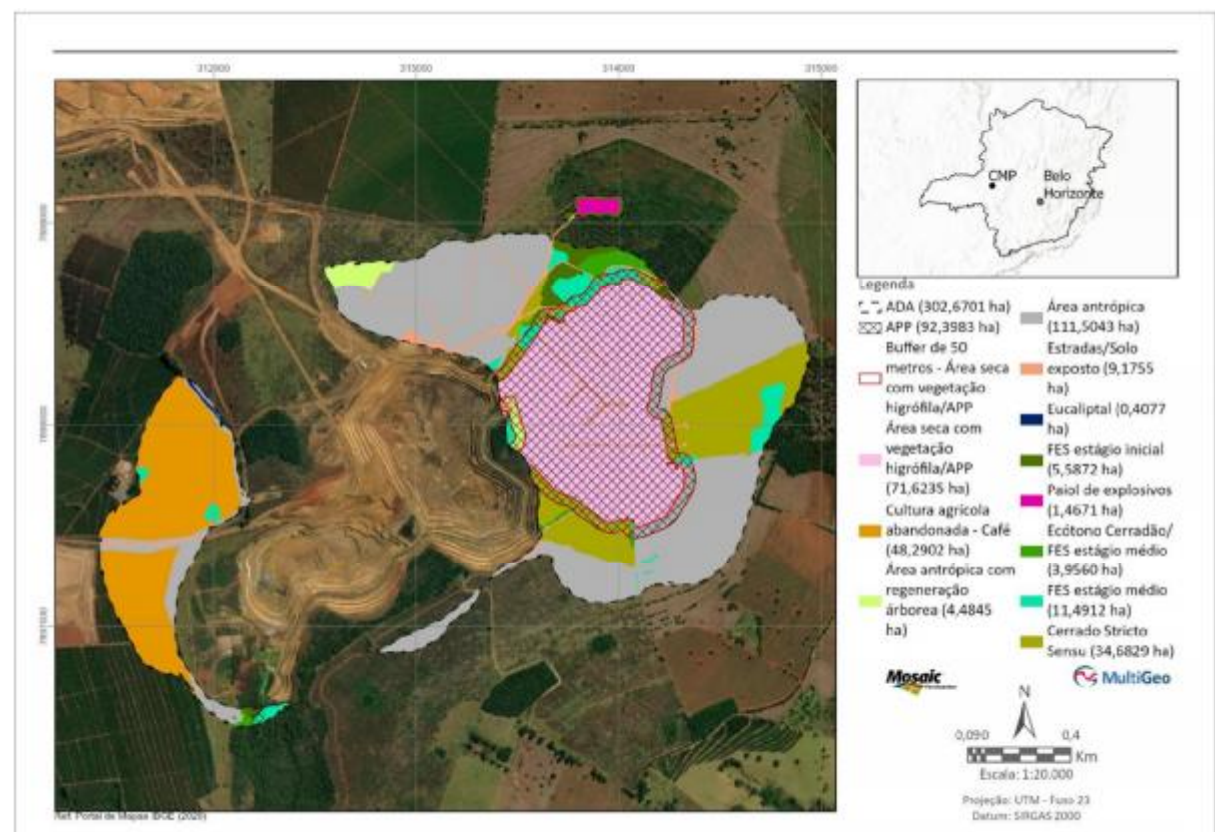 312000
313000
314000
315000
CMP
Belo
Horizonte
Legenda
ADA (302,6701 ha)
APP (92,3983 ha)
Buffer de 50
metros - Área seca
com vegetação
higrófila/APP
Área seca com
vegetação
higrófila/APP
(71,6235 ha)
Cultura agrícola
abandonada - Café
(48,2902 ha)
Área antrópica com
regeneração
árborea (4,4845
ha)
Área antrópica
(111,5043 ha)
Estradas/Solo
exposto (9,1755
ha)
Eucaliptal (0,4077
ha)
FES estágio inicial
(5,5872 ha)
Paiol de explosivos
(1,4671 ha)
Ecótono Cerradão/
FES estágio médio
(3,9560 ha)
FES estágio médio
(11,4912 ha)
Cerrado Stricto
Sensu (34,6829 ha)
Mosaic
MultiGeo
N
0,090 0,4
Km
Escala: 1:20.000
Projeção: UTM - Fuso 23
Datum: SIRGAS 2000
Ref. Portal de Mapas IBGE (2020)